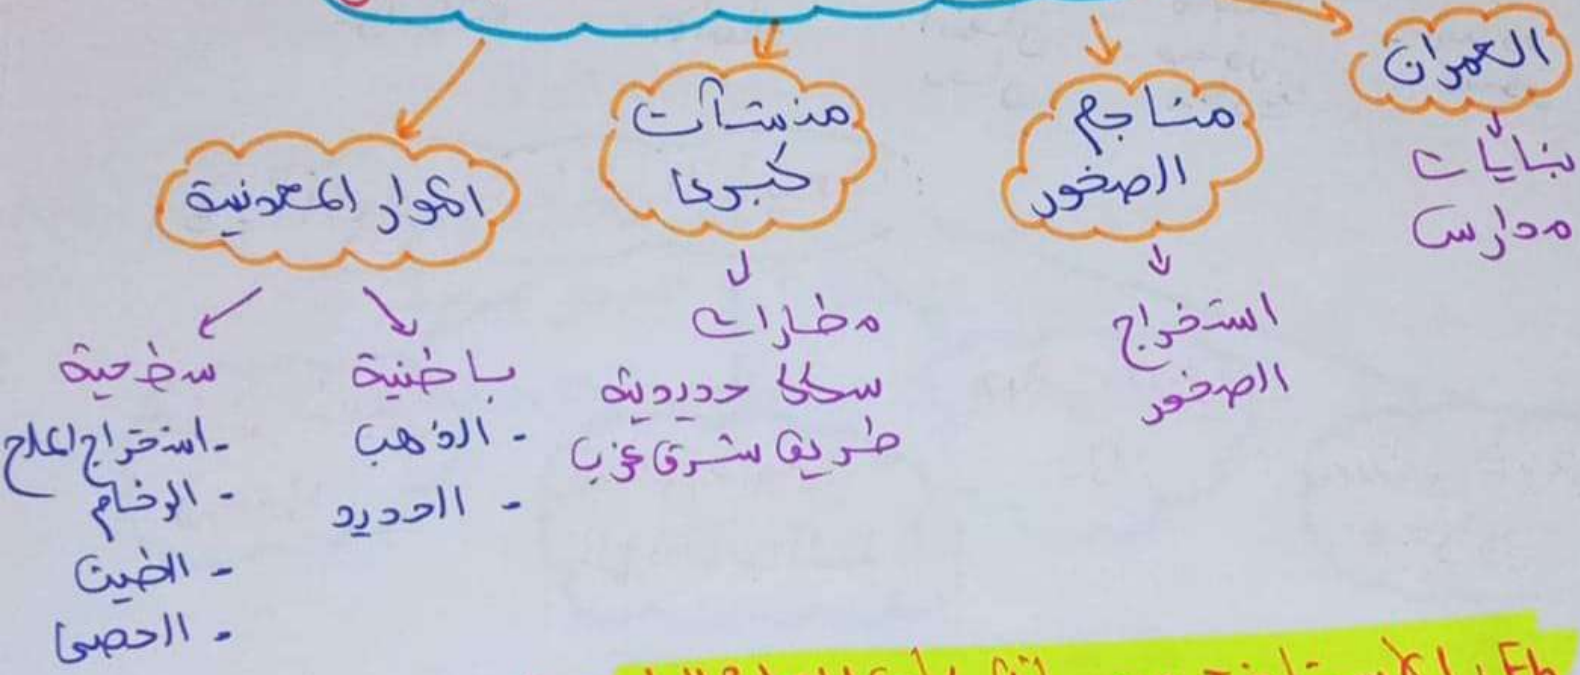 العمران
بنايات
مدارس
مناجم
الصخور
استخراج
الصخور
منشآت
كبرى
مطارات
سكك حديدية
طريق شرق غرب
الموارد المعدنية
باطنية
- الذهب
- الحديد
سطحية
- استخراج الملح
- الرخام
- الطين
- الحصى